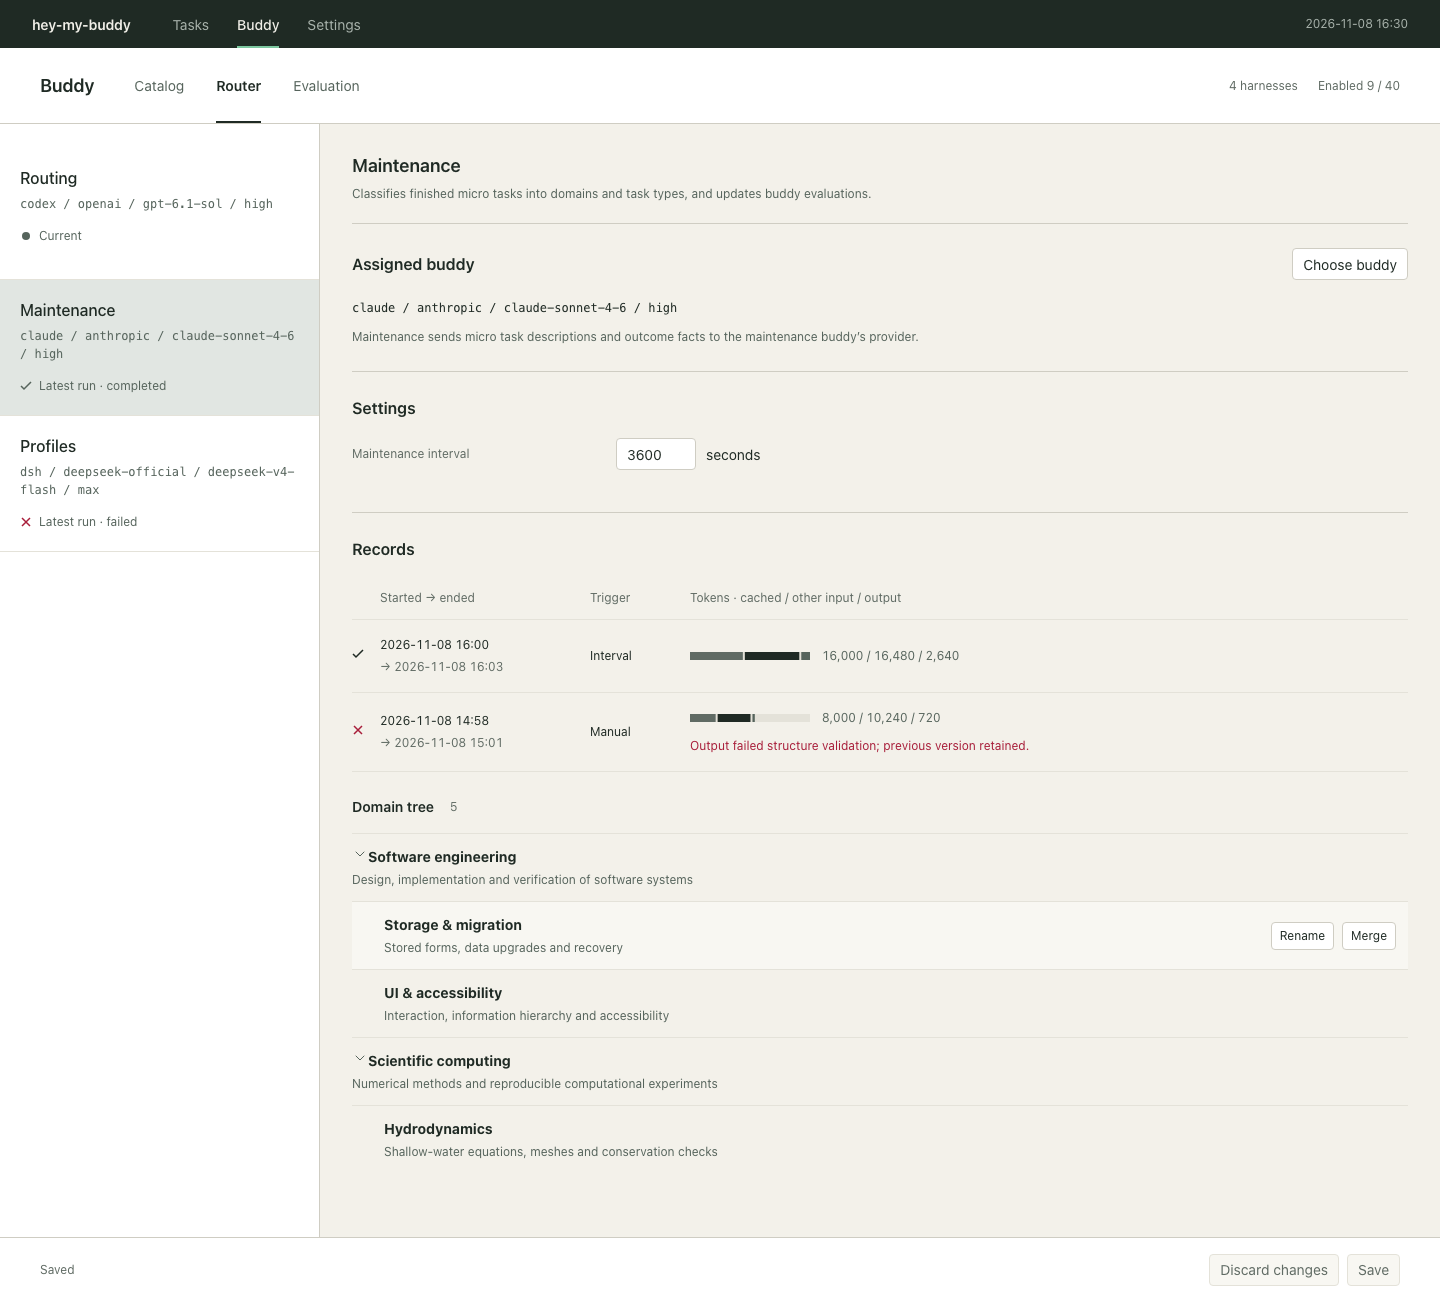 hey-my-buddy Tasks Buddy Settings 2026-11-08 16:30
Buddy Catalog Router Evaluation 4 harnesses Enabled 9 / 40
Routing
codex / openai / gpt-6.1-sol / high
Current
Maintenance
claude / anthropic / claude-sonnet-4-6
/ high
Latest run · completed
Profiles
dsh / deepseek-official / deepseek-v4-
flash / max
Latest run · failed
Maintenance
Classifies finished micro tasks into domains and task types, and updates buddy evaluations.
Assigned buddy Choose buddy
claude / anthropic / claude-sonnet-4-6 / high
Maintenance sends micro task descriptions and outcome facts to the maintenance buddy's provider.
Settings
Maintenance interval 3600 seconds
Records
Started → ended Trigger Tokens · cached / other input / output
2026-11-08 16:00
→ 2026-11-08 16:03
Interval 16,000 / 16,480 / 2,640
2026-11-08 14:58
→ 2026-11-08 15:01
Manual 8,000 / 10,240 / 720
Output failed structure validation; previous version retained.
Domain tree 5
Software engineering
Design, implementation and verification of software systems
Storage & migration
Stored forms, data upgrades and recovery
Rename Merge
UI & accessibility
Interaction, information hierarchy and accessibility
Scientific computing
Numerical methods and reproducible computational experiments
Hydrodynamics
Shallow-water equations, meshes and conservation checks
Saved Discard changes Save